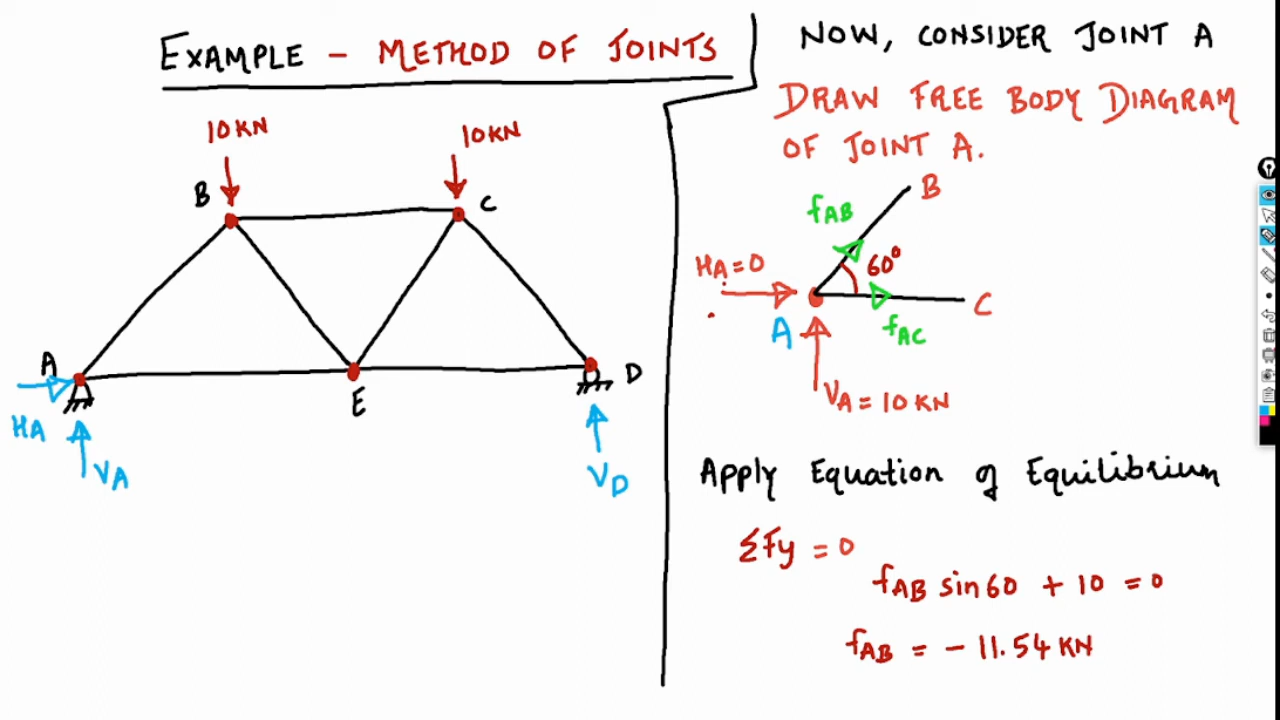 EXAMPLE - METHOD OF JOINTS
10KN
10KN
B
C
A
E
D
HA
VA
VD
NOW, CONSIDER JOINT A
DRAW FREE BODY DIAGRAM
OF JOINT A.
B
fAB
60°
HA=0
C
A
fAC
VA = 10 KN
Apply Equation of Equilibrium
ΣFy = 0
fAB sin60 + 10 = 0
fAB = - 11.54 KN